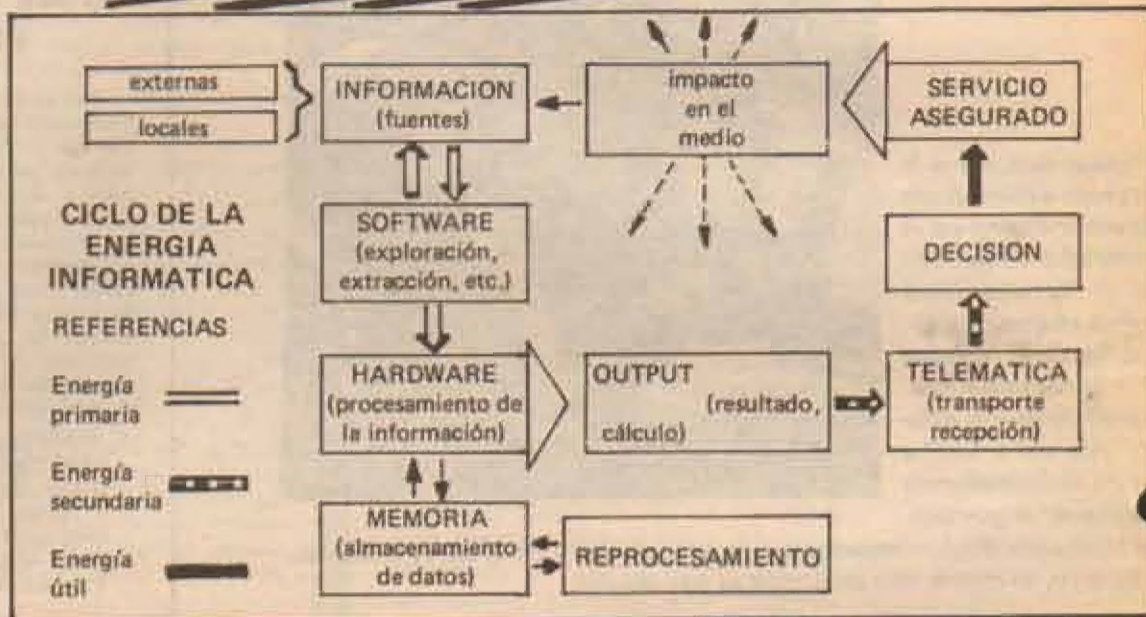 externas
locales
INFORMACION
(fuentes)
impacto
en el
medio
SERVICIO
ASEGURADO
CICLO DE LA
ENERGIA
INFORMATICA
SOFTWARE
(exploración,
extracción, etc.)
DECISION
REFERENCIAS
Energía
primaria
Energía
secundaria
Energía
útil
HARDWARE
(procesamiento de
la información)
OUTPUT
(resultado,
cálculo)
TELEMATICA
(transporte
recepción)
MEMORIA
(almacenamiento
de datos)
REPROCESAMIENTO